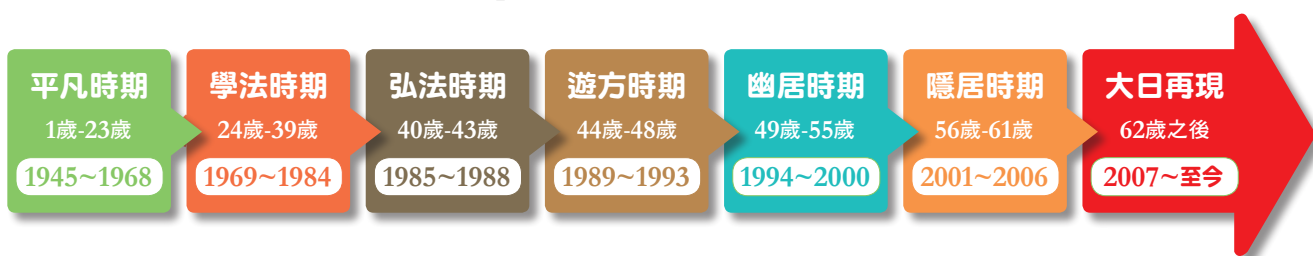 平凡時期
1歲-23歲
1945~1968
學法時期
24歲-39歲
1969~1984
弘法時期
40歲-43歲
1985~1988
遊方時期
44歲-48歲
1989~1993
幽居時期
49歲-55歲
1994~2000
隱居時期
56歲-61歲
2001~2006
大日再現
62歲之後
2007~至今